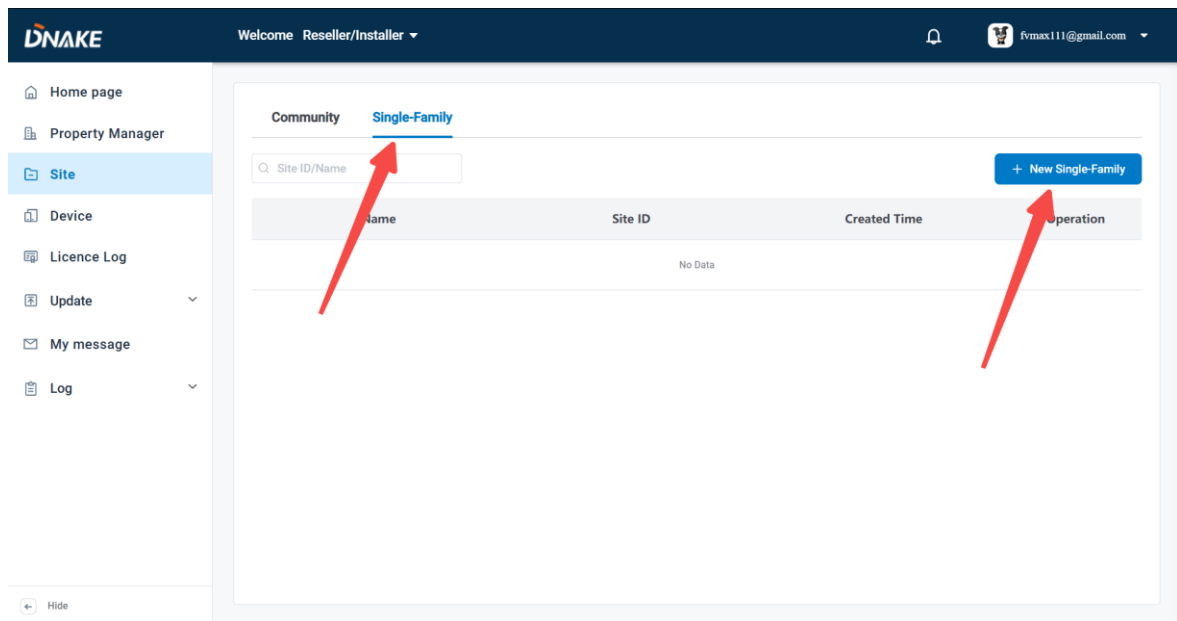 DNAKE
Welcome Reseller/Installer
fvmax111@gmail.com
Home page
Property Manager
Site
Device
Licence Log
Update
My message
Log
Hide
Community Single-Family
Site ID/Name
+ New Single-Family
Name Site ID Created Time Operation
No Data